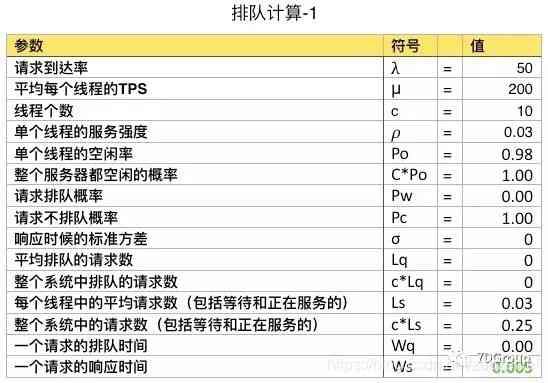 排队计算-1
参数 符号 值
请求到达率 λ = 50
平均每个线程的TPS μ = 200
线程个数 c = 10
单个线程的服务强度 ρ = 0.03
单个线程的空闲率 Po = 0.98
整个服务器都空闲的概率 C*Po = 1.00
请求排队概率 Pw = 0.00
请求不排队概率 Pc = 1.00
响应时候的标准方差 σ = 0
平均排队的请求数 Lq = 0
整个系统中排队的请求数 c*Lq = 0
每个线程中的平均请求数（包括等待和正在服务的） Ls = 0.03
整个系统中的请求数（包括等待和正在服务的） c*Ls = 0.25
一个请求的排队时间 Wq = 0.00
一个请求的响应时间 Ws = 0.005
7DGroup